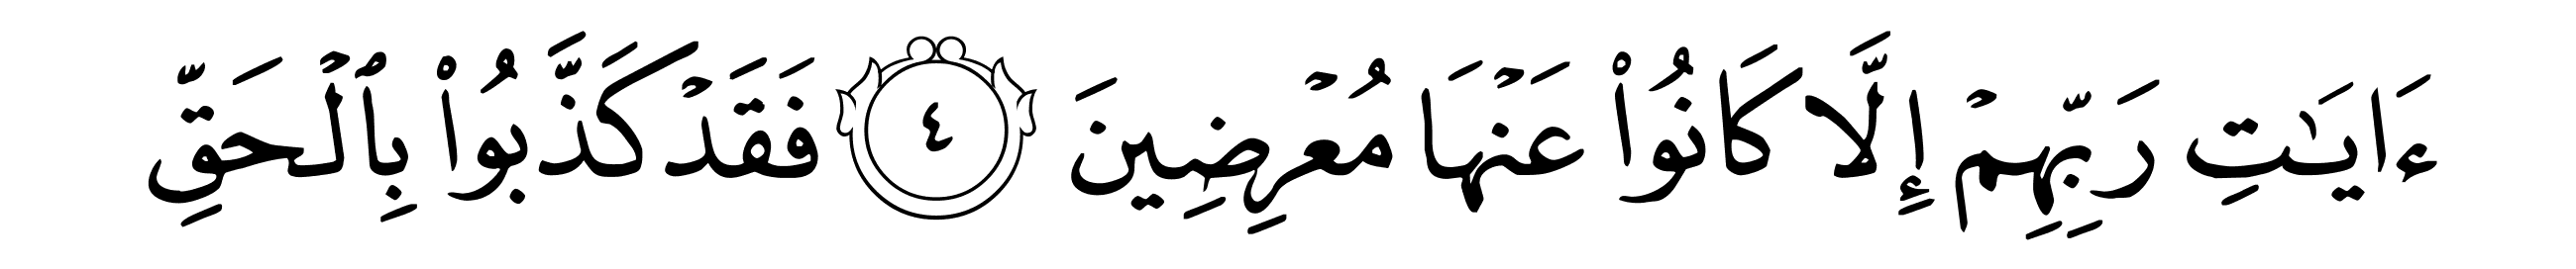 ءَايَٰتِ رَبِّهِمْ إِلَّا كَانُوا۟ عَنْهَا مُعْرِضِينَ ٤ فَقَدْ كَذَّبُوا۟ بِٱلْحَقِّ